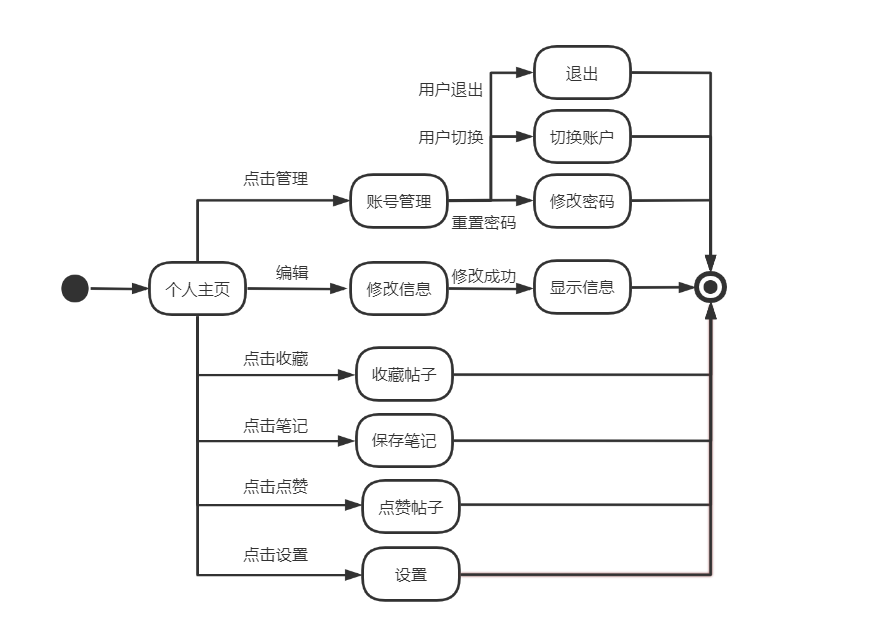 退出
用户退出
用户切换
切换账户
点击管理
账号管理
修改密码
重置密码
编辑
修改成功
个人主页
修改信息
显示信息
点击收藏
收藏帖子
点击笔记
保存笔记
点击点赞
点赞帖子
点击设置
设置